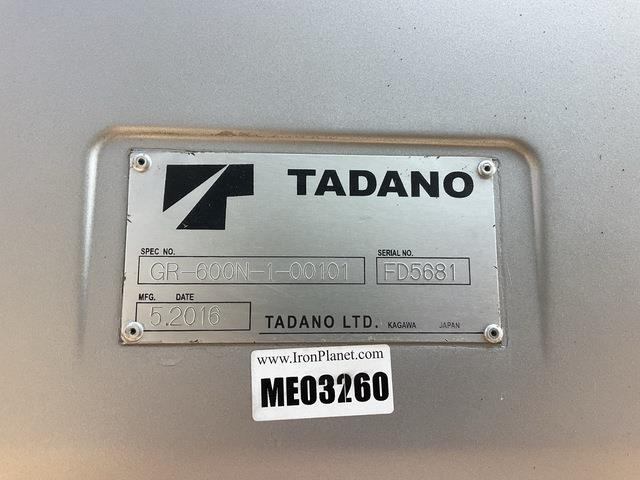 TADANO
SPEC NO. SERIAL NO.
GR-600N-1-00101 FD5681
MFG. DATE
5.2016
TADANO LTD. KAGAWA JAPAN
www.IronPlanet.com
ME03260